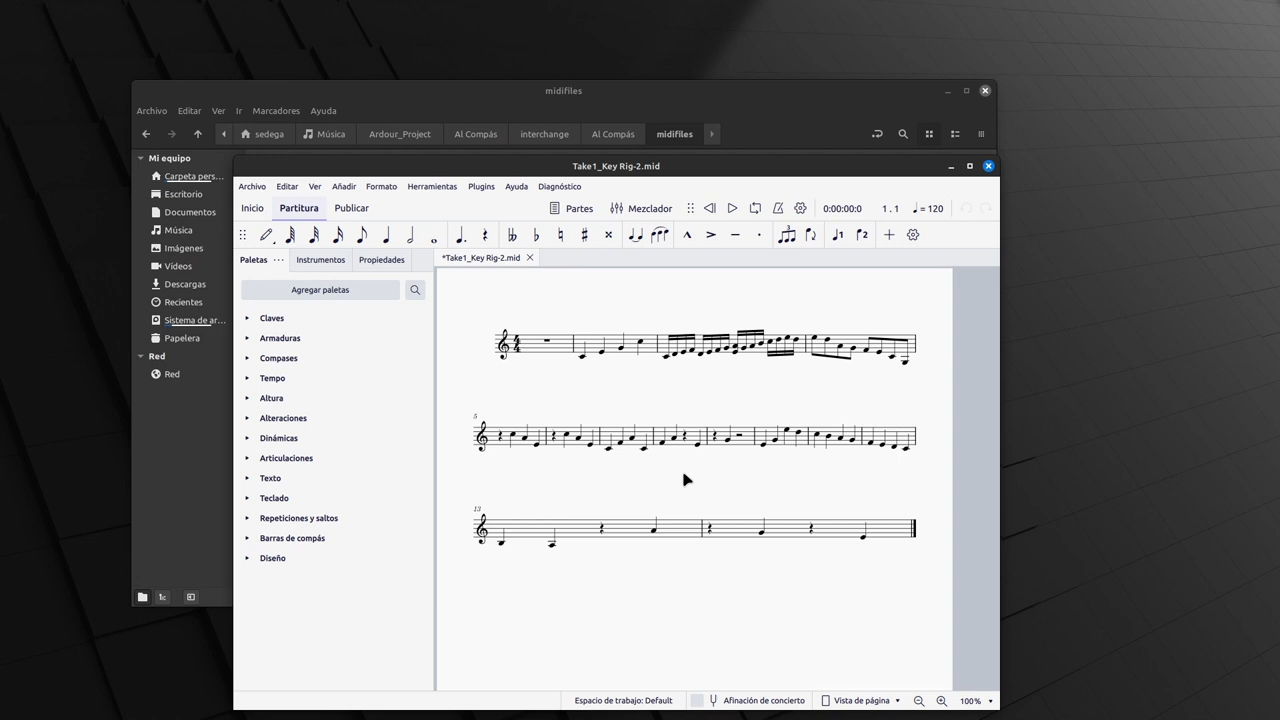 midifiles
Archivo Editar Ver Ir Marcadores Ayuda
sedega Música Ardour_Project Al Compás interchange Al Compás midifiles
Mi equipo
Carpeta pers...
Escritorio
Documentos
Música
Imágenes
Vídeos
Descargas
Recientes
Sistema de ar...
Papelera
Red
Red
Take1_Key Rig-2.mid
Archivo Editar Ver Añadir Formato Herramientas Plugins Ayuda Diagnóstico
Inicio Partitura Publicar Partes Mezclador 0:00:00:0 1 . 1 = 120
Paletas Instrumentos Propiedades
*Take1_Key Rig-2.mid
Agregar paletas
Claves
Armaduras
Compases
Tempo
Altura
Alteraciones
Dinámicas
Articulaciones
Texto
Teclado
Repeticiones y saltos
Barras de compás
Diseño
5
13
Espacio de trabajo: Default Afinación de concierto Vista de página 100%